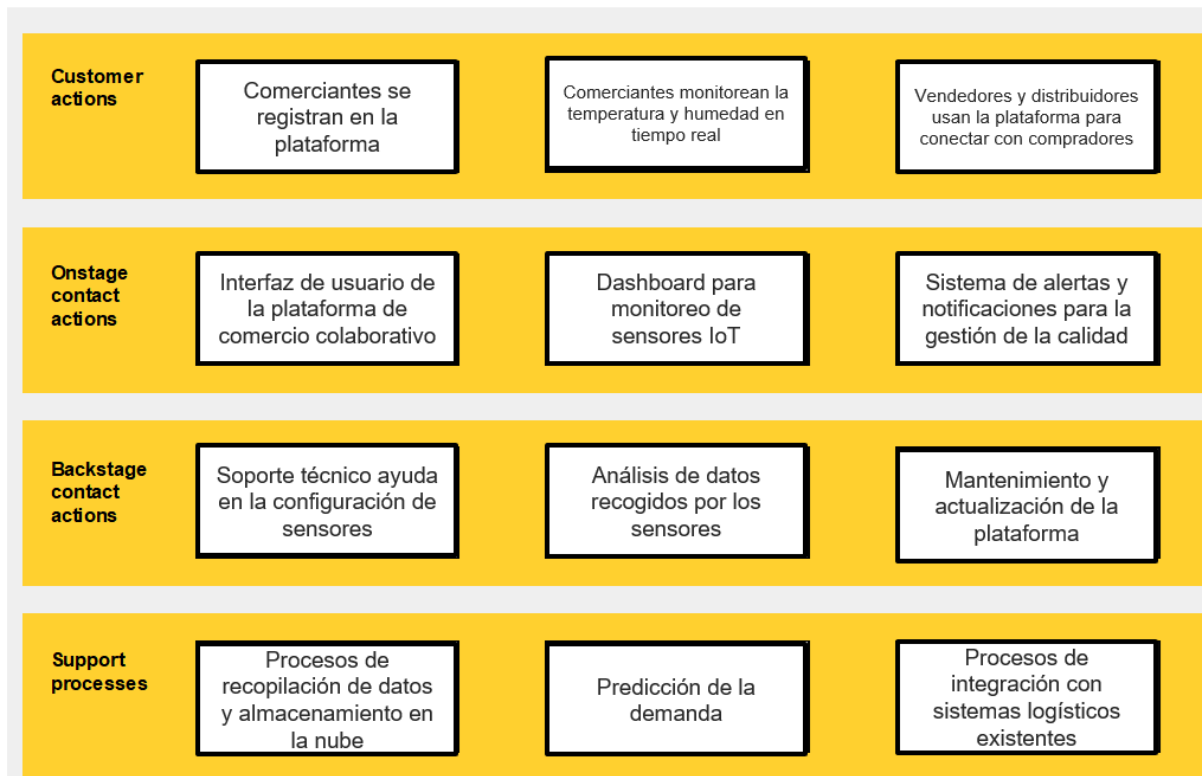 Customer
actions
Comerciantes se
registran en la
plataforma
Comerciantes monitorean la
temperatura y humedad en
tiempo real
Vendedores y distribuidores
usan la plataforma para
conectar con compradores
Onstage
contact
actions
Interfaz de usuario de
la plataforma de
comercio colaborativo
Dashboard para
monitoreo de
sensores IoT
Sistema de alertas y
notificaciones para la
gestión de la calidad
Backstage
contact
actions
Soporte técnico ayuda
en la configuración de
sensores
Análisis de datos
recogidos por los
sensores
Mantenimiento y
actualización de la
plataforma
Support
processes
Procesos de
recopilación de datos
y almacenamiento en
la nube
Predicción de la
demanda
Procesos de
integración con
sistemas logísticos
existentes